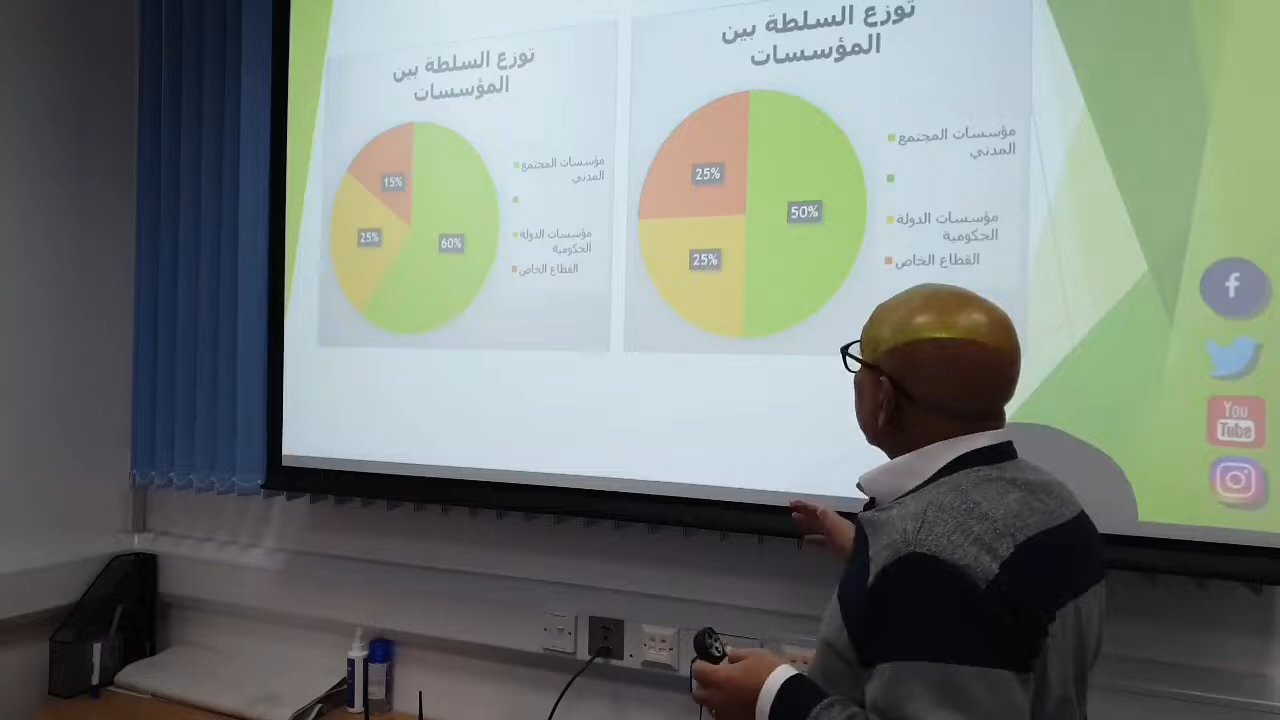 توزع السلطة بين
المؤسسات
15%
25%
60%
مؤسسات المجتمع
المدني
مؤسسات الدولة
الحكومية
القطاع الخاص
توزع السلطة بين
المؤسسات
25%
50%
25%
مؤسسات المجتمع
المدني
مؤسسات الدولة
الحكومية
القطاع الخاص
f
You
Tube